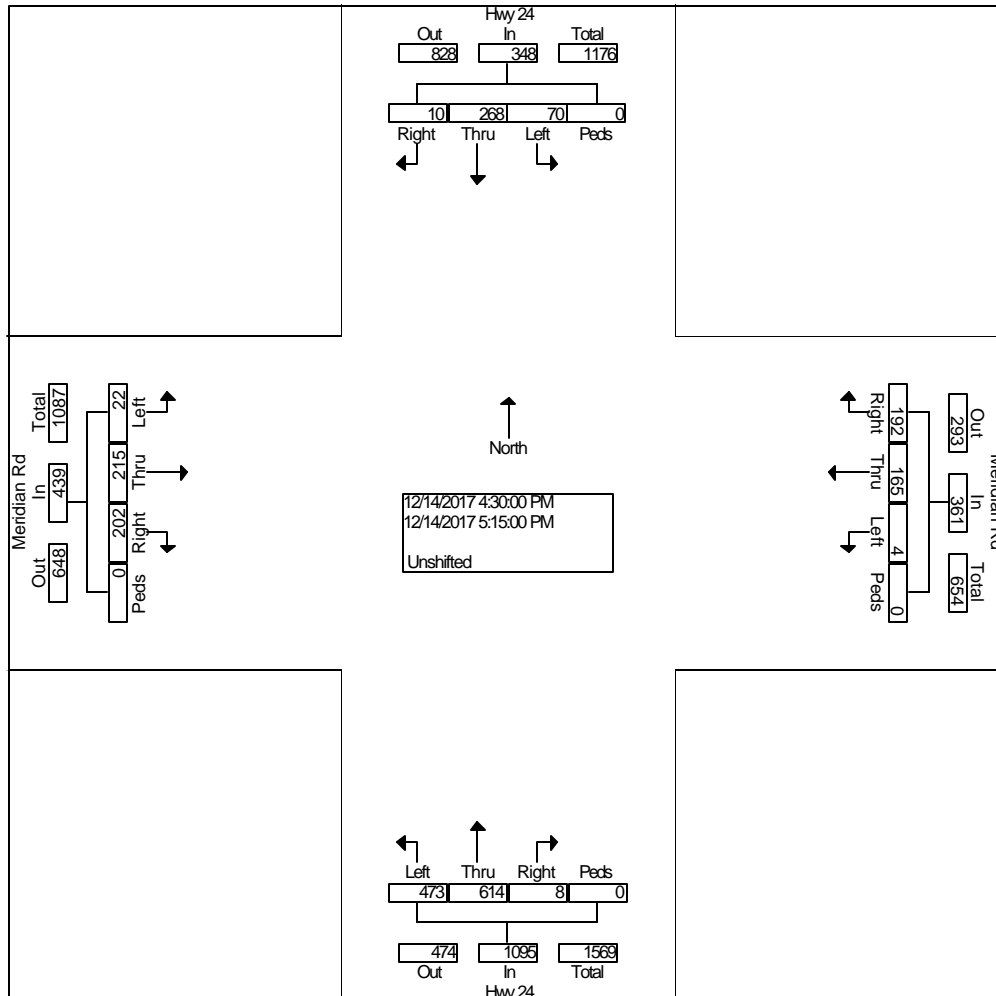 Hwy 24
Out In Total
828 348 1176
10 268 70 0
Right Thru Left Peds
Meridian Rd
Total In Out
1087 439 648
22 215 202 0
Left Thru Right Peds
North
12/14/2017 4:30:00 PM
12/14/2017 5:15:00 PM
Unshifted
Right Thru Left Peds
192 165 4 0
293 361 654
Out In Total
Meridian Rd
Left Thru Right Peds
473 614 8 0
474 1095 1569
Out In Total
Hwy 24